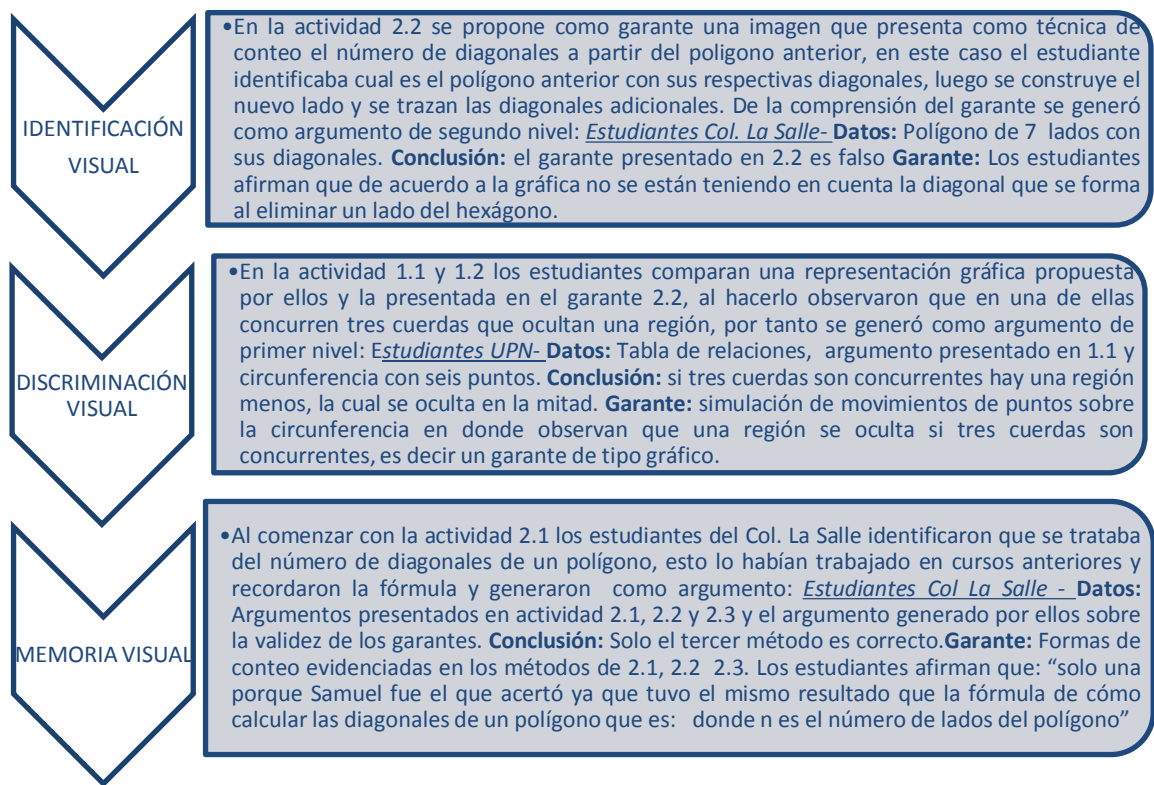 IDENTIFICACIÓN
VISUAL
•En la actividad 2.2 se propone como garante una imagen que presenta como técnica de
conteo el número de diagonales a partir del poligono anterior, en este caso el estudiante
identificaba cual es el polígono anterior con sus respectivas diagonales, luego se construye el
nuevo lado y se trazan las diagonales adicionales. De la comprensión del garante se generó
como argumento de segundo nivel: Estudiantes Col. La Salle- Datos: Polígono de 7 lados con
sus diagonales. Conclusión: el garante presentado en 2.2 es falso Garante: Los estudiantes
afirman que de acuerdo a la gráfica no se están teniendo en cuenta la diagonal que se forma
al eliminar un lado del hexágono.
DISCRIMINACIÓN
VISUAL
•En la actividad 1.1 y 1.2 los estudiantes comparan una representación gráfica propuesta
por ellos y la presentada en el garante 2.2, al hacerlo observaron que en una de ellas
concurren tres cuerdas que ocultan una región, por tanto se generó como argumento de
primer nivel: Estudiantes UPN- Datos: Tabla de relaciones, argumento presentado en 1.1 y
circunferencia con seis puntos. Conclusión: si tres cuerdas son concurrentes hay una región
menos, la cual se oculta en la mitad. Garante: simulación de movimientos de puntos sobre
la circunferencia en donde observan que una región se oculta si tres cuerdas son
concurrentes, es decir un garante de tipo gráfico.
MEMORIA VISUAL
•Al comenzar con la actividad 2.1 los estudiantes del Col. La Salle identificaron que se trataba
del número de diagonales de un polígono, esto lo habían trabajado en cursos anteriores y
recordaron la fórmula y generaron como argumento: Estudiantes Col La Salle - Datos:
Argumentos presentados en actividad 2.1, 2.2 y 2.3 y el argumento generado por ellos sobre
la validez de los garantes. Conclusión: Solo el tercer método es correcto.Garante: Formas de
conteo evidenciadas en los métodos de 2.1, 2.2 2.3. Los estudiantes afirman que: “solo una
porque Samuel fue el que acertó ya que tuvo el mismo resultado que la fórmula de cómo
calcular las diagonales de un polígono que es: donde n es el número de lados del polígono”